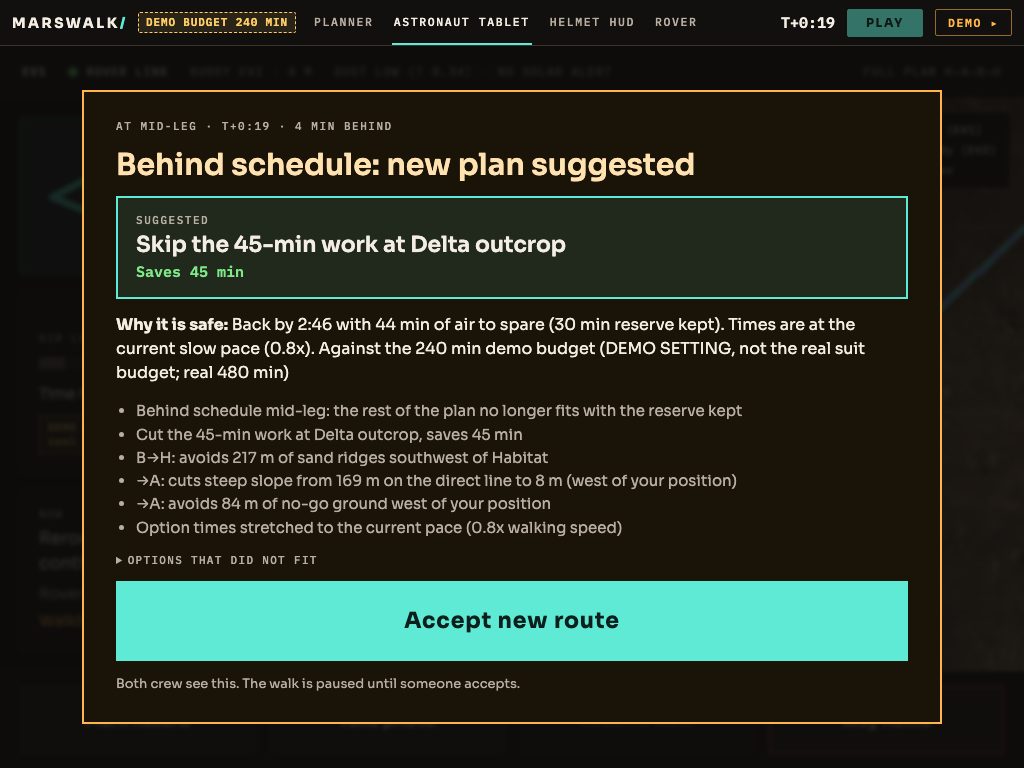 MARSWALK/ DEMO BUDGET 240 MIN PLANNER ASTRONAUT TABLET HELMET HUD ROVER T+0:19 PLAY DEMO ▸
AT MID-LEG · T+0:19 · 4 MIN BEHIND
Behind schedule: new plan suggested
SUGGESTED
Skip the 45-min work at Delta outcrop
Saves 45 min
Why it is safe: Back by 2:46 with 44 min of air to spare (30 min reserve kept). Times are at the
current slow pace (0.8x). Against the 240 min demo budget (DEMO SETTING, not the real suit
budget; real 480 min)
• Behind schedule mid-leg: the rest of the plan no longer fits with the reserve kept
• Cut the 45-min work at Delta outcrop, saves 45 min
• B→H: avoids 217 m of sand ridges southwest of Habitat
• →A: cuts steep slope from 169 m on the direct line to 8 m (west of your position)
• →A: avoids 84 m of no-go ground west of your position
• Option times stretched to the current pace (0.8x walking speed)
▸ OPTIONS THAT DID NOT FIT
Accept new route
Both crew see this. The walk is paused until someone accepts.